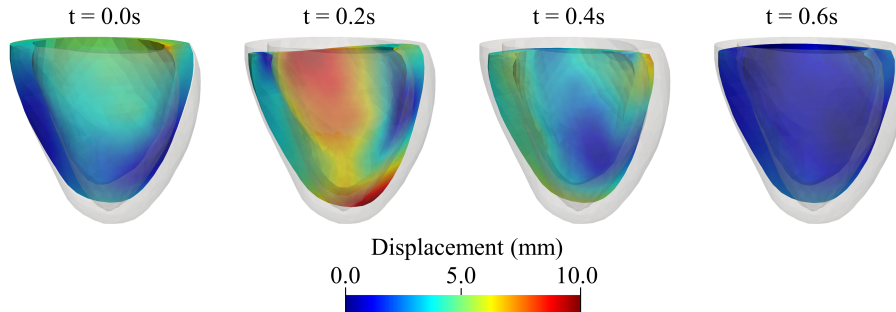 t = 0.0s t = 0.2s t = 0.4s t = 0.6s
Displacement (mm)
0.0 5.0 10.0